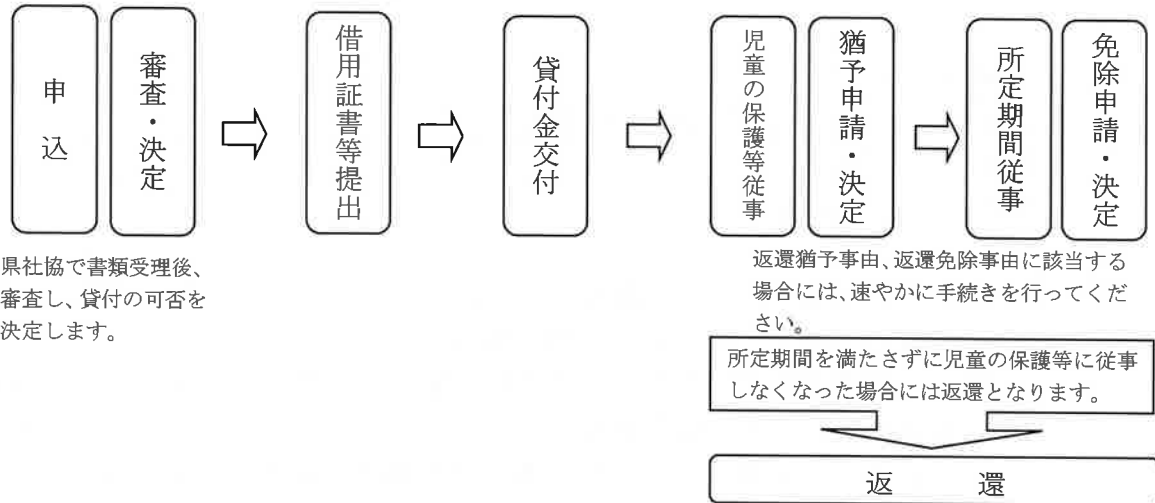 申込
審査・決定
借用証書等提出
貸付金交付
児童の保護等従事
猶予申請・決定
所定期間従事
免除申請・決定
県社協で書類受理後、
審査し、貸付の可否を
決定します。
返還猶予事由、返還免除事由に該当する
場合には、速やかに手続きを行ってくだ
さい。
所定期間を満たさずに児童の保護等に従事
しなくなった場合には返還となります。
返還